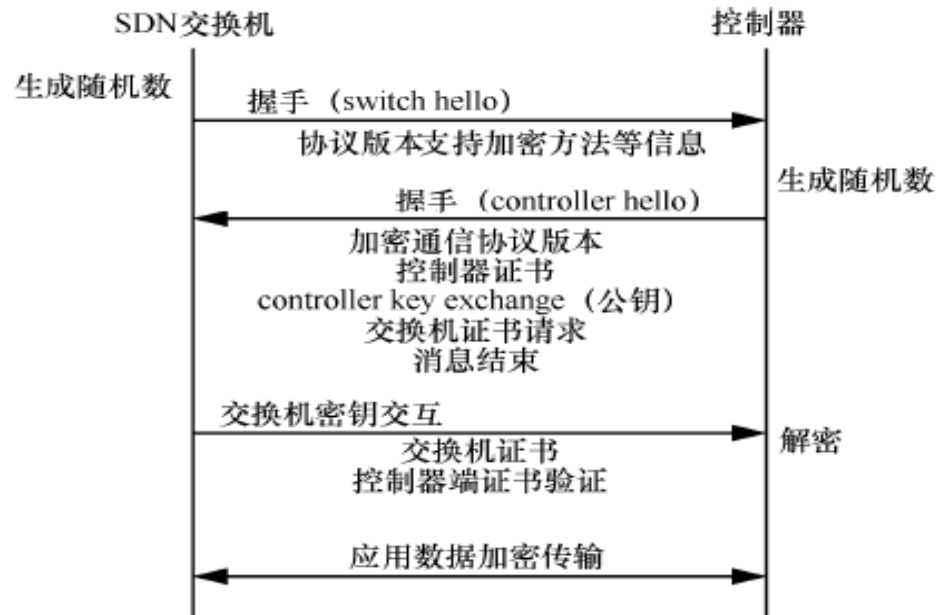 SDN交换机
控制器
生成随机数
握手（switch hello）
协议版本支持加密方法等信息
生成随机数
握手（controller hello）
加密通信协议版本
控制器证书
controller key exchange（公钥）
交换机证书请求
消息结束
交换机密钥交互
解密
交换机证书
控制器端证书验证
应用数据加密传输